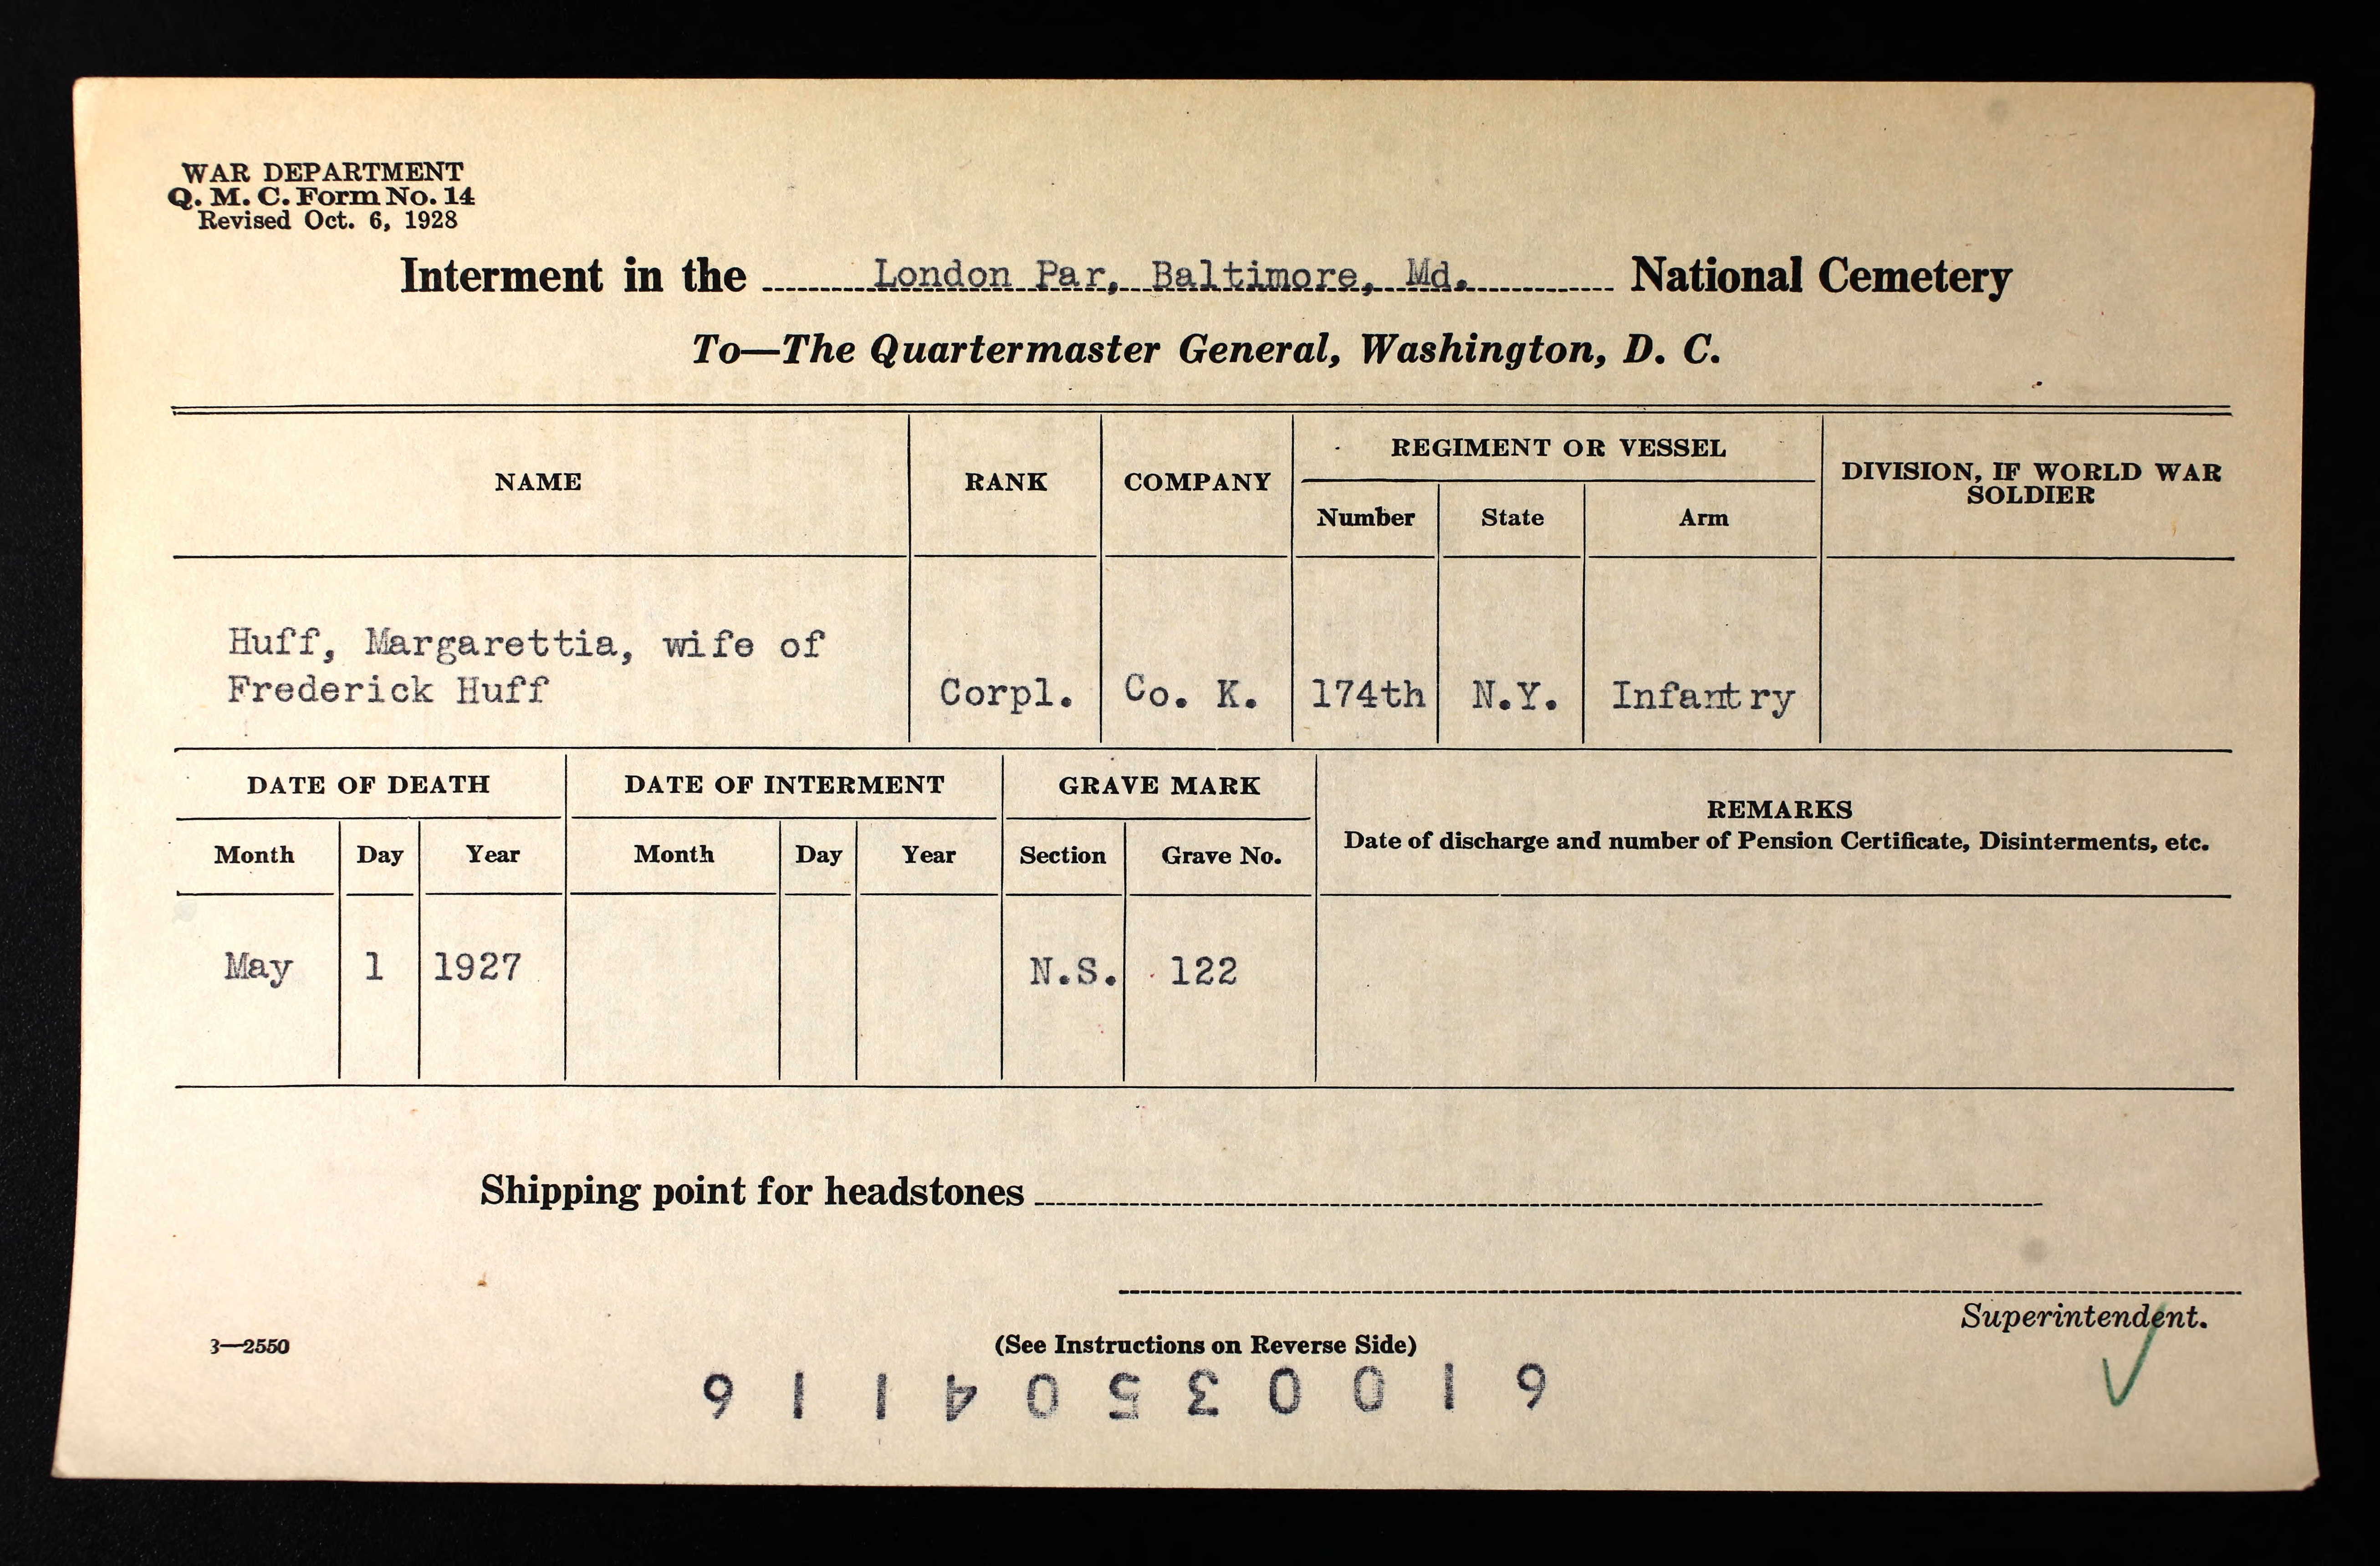 WAR DEPARTMENT
Q. M. C. Form No. 14
Revised Oct. 6, 1928
Interment in the London Par, Baltimore, Md. National Cemetery
To—The Quartermaster General, Washington, D. C.
NAME
RANK
COMPANY
REGIMENT OR VESSEL
Number
State
Arm
DIVISION, IF WORLD WAR
SOLDIER
Huff, Margarettia, wife of
Frederick Huff
Corpl.
Co. K.
174th
N.Y.
Infantry
DATE OF DEATH
DATE OF INTERMENT
GRAVE MARK
REMARKS
Date of discharge and number of Pension Certificate, Disinterments, etc.
Month
Day
Year
Month
Day
Year
Section
Grave No.
May
1
1927
N.S.
122
Shipping point for headstones
Superintendent.
3—2550
(See Instructions on Reverse Side)
6 1 0 0 3 5 0 4 1 1 6